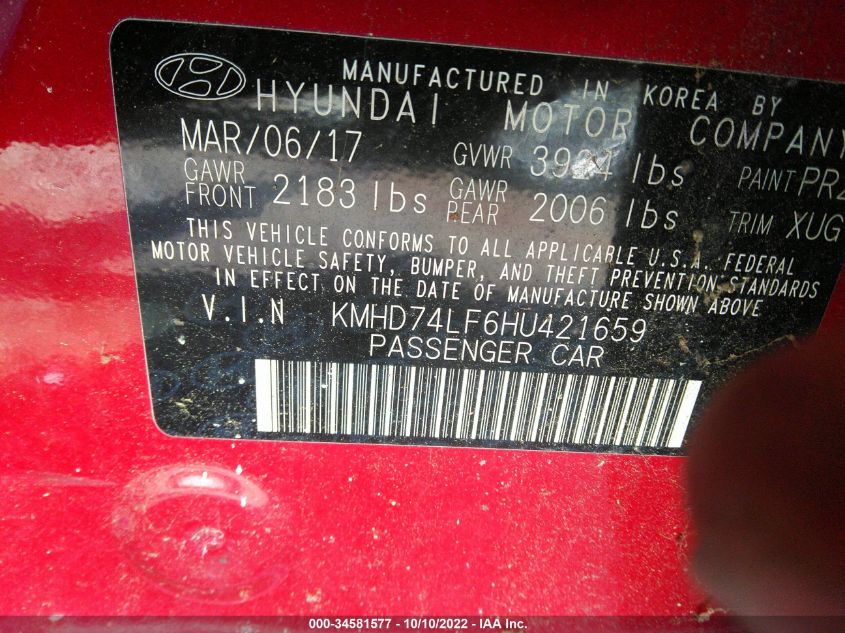 MANUFACTURED IN KOREA BY
HYUNDAI MOTOR COMPANY
MAR/06/17 GVWR lbs PAINT
GAWR FRONT 2183 lbs GAWR REAR 2006 lbs TRIM XUG
THIS VEHICLE CONFORMS TO ALL APPLICABLE U.S.A. FEDERAL
MOTOR VEHICLE SAFETY, BUMPER, AND THEFT PREVENTION STANDARDS
IN EFFECT ON THE DATE OF MANUFACTURE SHOWN ABOVE
V.I.N KMHD74LF6HU421659
PASSENGER CAR
000-34581577 - 10/10/2022 - IAA Inc.